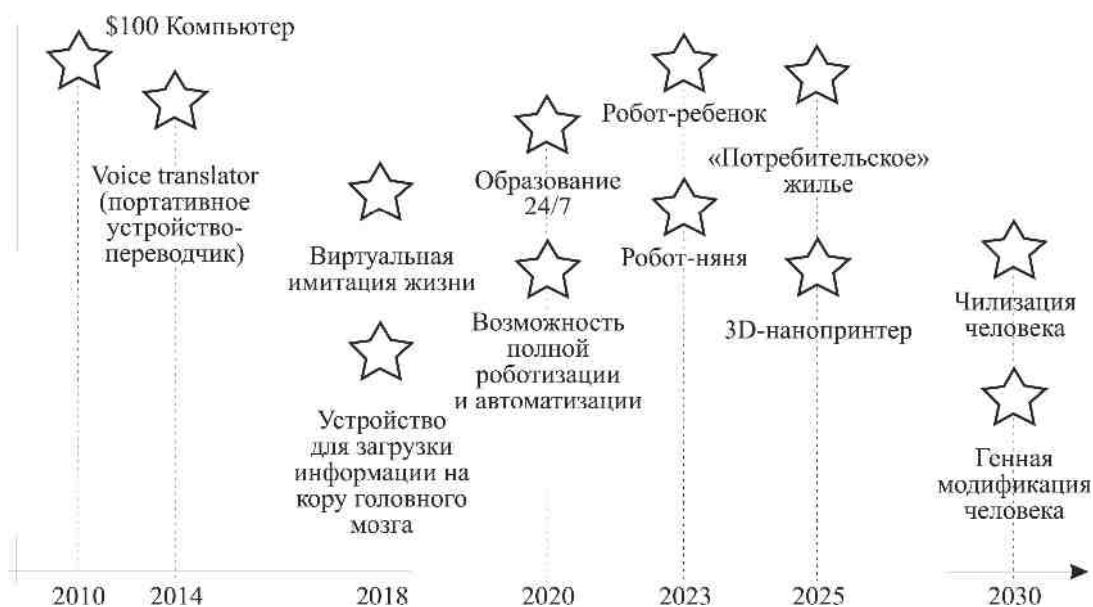 $100 Компьютер
Voice translator
(портативное
устройство-
переводчик)
Виртуальная
имитация жизни
Устройство
для загрузки
информации на
кору головного
мозга
Образование
24/7
Возможность
полной
роботизации
и автоматизации
Робот-ребенок
Робот-няня
«Потребительское»
жилье
3D-нанопринтер
Чилизация
человека
Генная
модификация
человека
2010
2014
2018
2020
2023
2025
2030